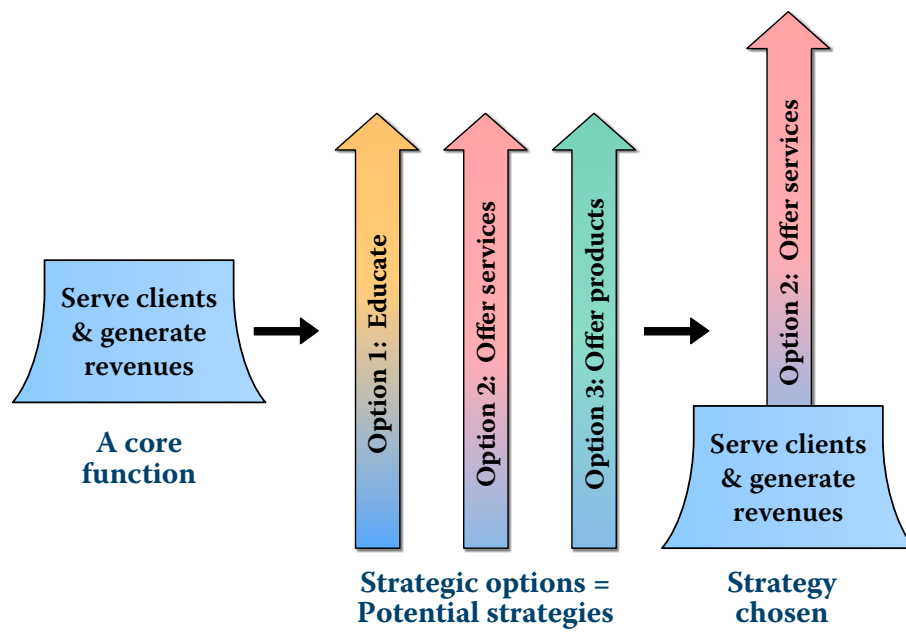 Serve clients
& generate
revenues
A core
function
Option 1: Educate
Option 2: Offer services
Option 3: Offer products
Strategic options =
Potential strategies
Option 2: Offer services
Serve clients
& generate
revenues
Strategy
chosen